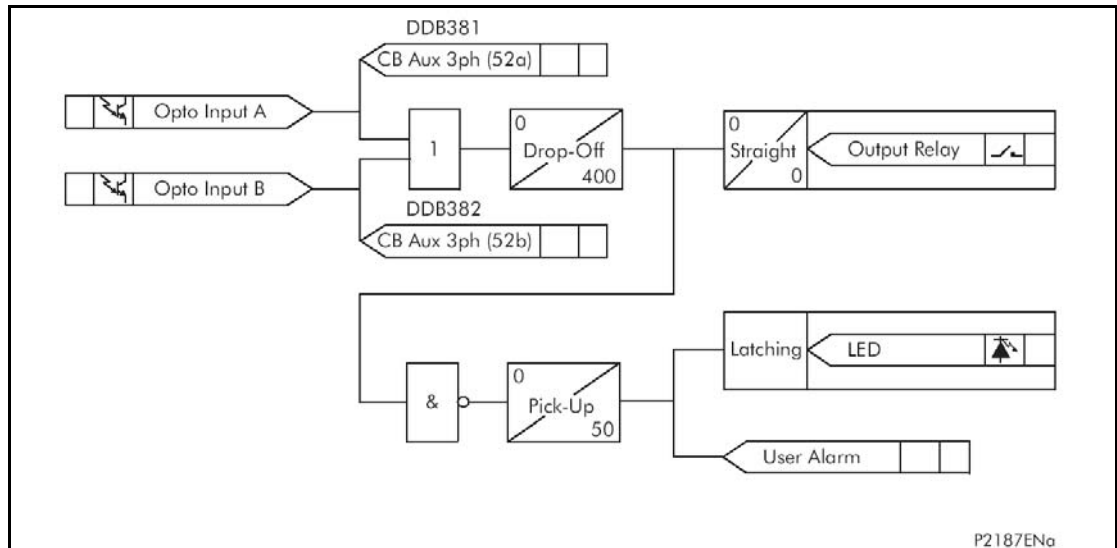 DDB381
CB Aux 3ph (52a)
Opto Input A
1
0
Drop-Off
400
0
Straight
0
Output Relay
Opto Input B
DDB382
CB Aux 3ph (52b)
&
0
Pick-Up
50
Latching
LED
User Alarm
P2187ENa